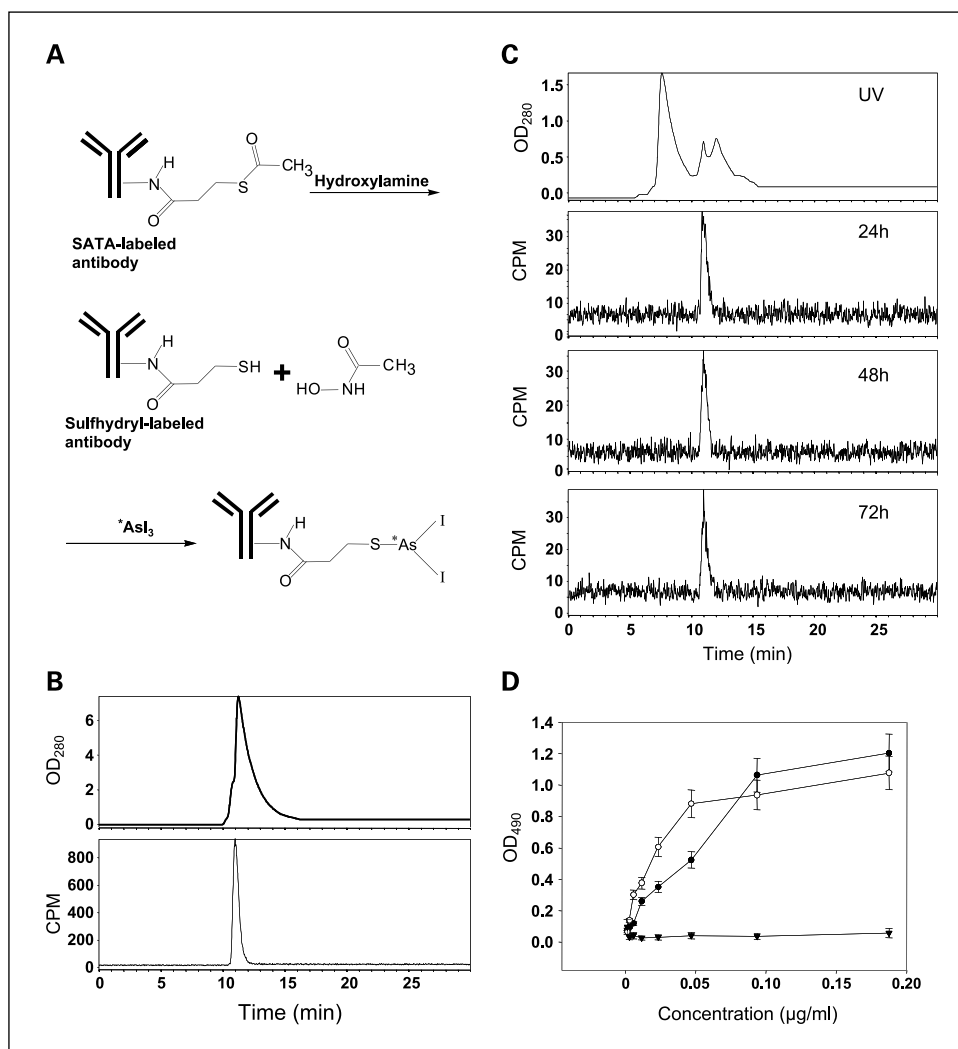 A
H
N
O
S
O
CH3
Hydroxylamine
SATA-labeled
antibody
H
N
O
SH
+
O
HO
NH
CH3
Sulfhydryl-labeled
antibody
*AsI3
H
N
O
S
*As
I
I
B
OD280
6
4
2
0
CPM
800
600
400
200
0
0 5 10 15 20 25
Time (min)
C
OD280
1.5
1.0
0.5
0.0
UV
CPM
30
20
10
0
24h
CPM
30
20
10
0
48h
CPM
30
20
10
0
72h
0 5 10 15 20 25
Time (min)
D
OD490
1.4
1.2
1.0
0.8
0.6
0.4
0.2
0.0
0 0.05 0.10 0.15 0.20
Concentration (µg/ml)